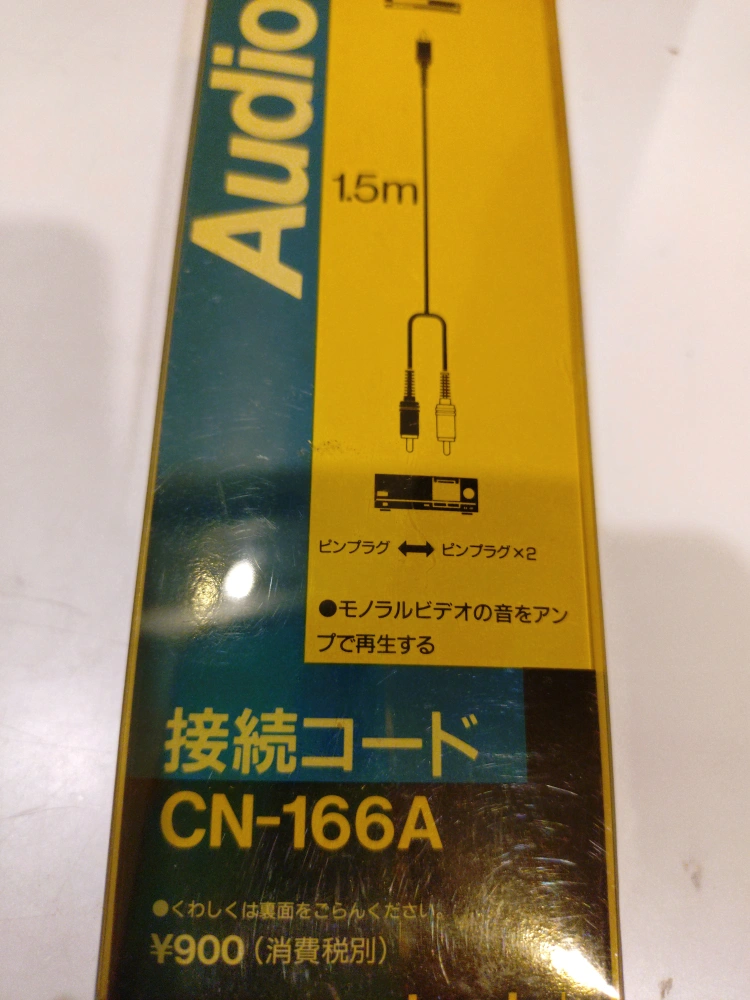 Audio
1.5m
ピンプラグ ↔ ピンプラグ×2
●モノラルビデオの音をアン
プで再生する
接続コード
CN-166A
●くわしくは裏面をごらんください。
¥900(消費税別)